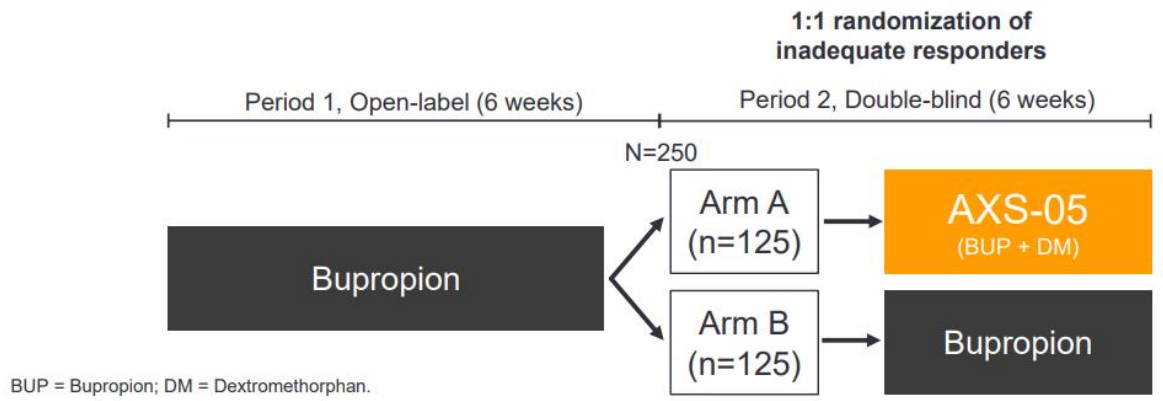 1:1 randomization of
inadequate responders
Period 1, Open-label (6 weeks)
Period 2, Double-blind (6 weeks)
N=250
Arm A
(n=125)
AXS-05
(BUP + DM)
Bupropion
Arm B
(n=125)
Bupropion
BUP = Bupropion; DM = Dextromethorphan.